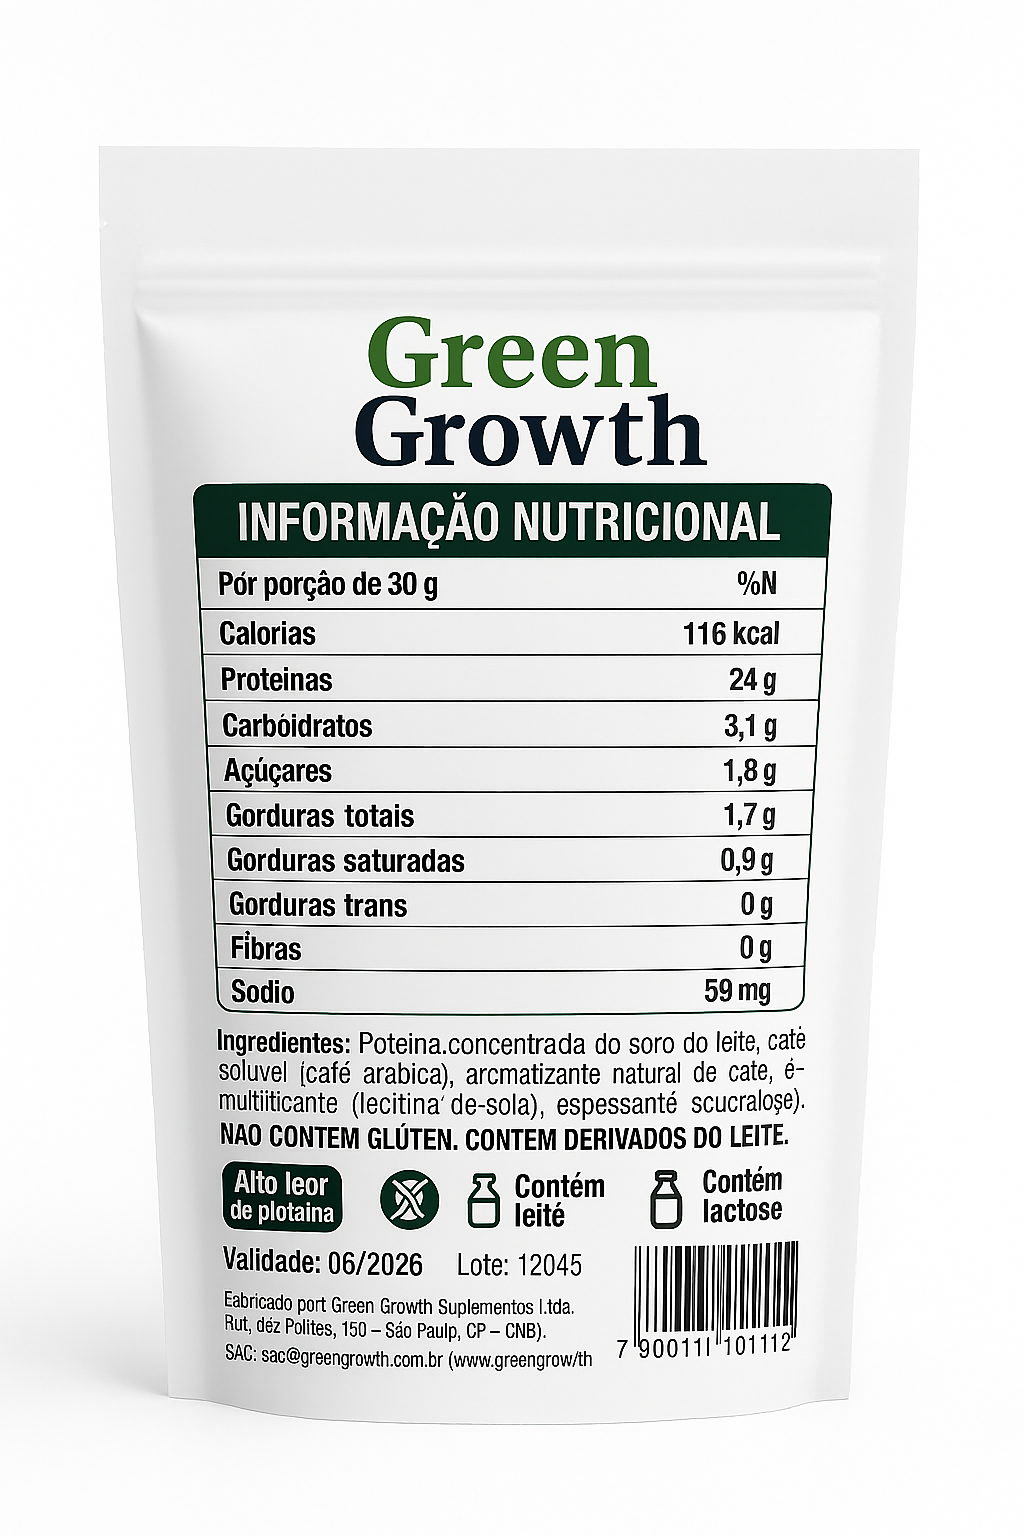 Green
Growth
INFORMAÇǍO NUTRICIONAL
Pór porçâo de 30 g %N
Calorias 116 kcal
Proteinas 24 g
Carbóidratos 3,1 g
Açúçares 1,8 g
Gorduras totais 1,7 g
Gorduras saturadas 0,9 g
Gorduras trans 0 g
Fibras 0 g
Sodio 59 mg
Ingredientes: Poteina.concentrada do soro do leite, catė
soluvel (café arabica), arcmatizante natural de cate, é-
multiiticante (lecitina' de-sola), espessanté scucraloșe).
NAO CONTEM GLÚTEN. CONTEM DERIVADOS DO LEITE.
Alto leor
de plotaina
Contém
leité
Contém
lactose
Validade: 06/2026 Lote: 12045
Eabricado port Green Growth Suplementos l.tda.
Rut, déz Polites, 150 – Sáo Paulp, CP – CNB).
SAC: sac@greengrowth.com.br (www.greengrow/th
7 900111 101112